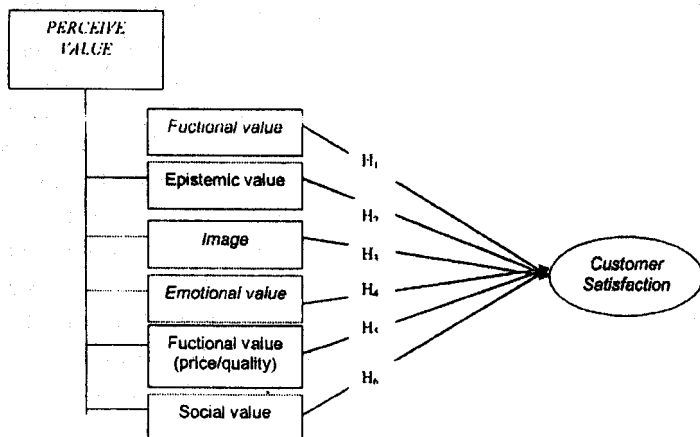 PERCEIVE
VALUE
Fuctional value
H₁
Epistemic value
H₂
Image
H₃
Customer
Satisfaction
Emotional value
H₄
Fuctional value
(price/quality)
H₅
Social value
H₆